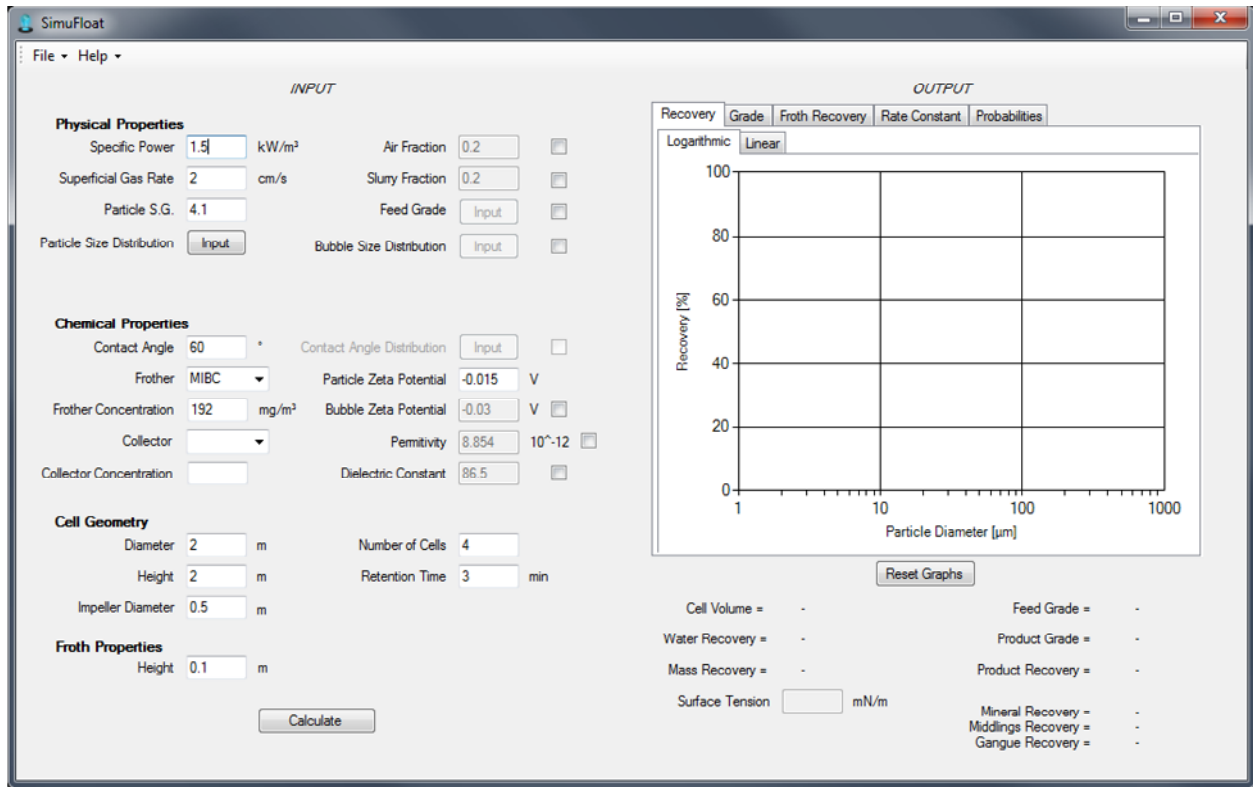 SimuFloat
File Help
INPUT
Physical Properties
Specific Power 1.5 kW/m³ Air Fraction 0.2
Superficial Gas Rate 2 cm/s Slurry Fraction 0.2
Particle S.G. 4.1 Feed Grade Input
Particle Size Distribution Input Bubble Size Distribution Input
Chemical Properties
Contact Angle 60 ° Contact Angle Distribution Input
Frother MIBC Particle Zeta Potential -0.015 V
Frother Concentration 192 mg/m³ Bubble Zeta Potential -0.03 V
Collector Permitivity 8.854 10^-12
Collector Concentration Dielectric Constant 86.5
Cell Geometry
Diameter 2 m Number of Cells 4
Height 2 m Retention Time 3 min
Impeller Diameter 0.5 m
Froth Properties
Height 0.1 m
Calculate
OUTPUT
Recovery Grade Froth Recovery Rate Constant Probabilities
Logarithmic Linear
100
80
60
40
20
0
Recovery [%]
1 10 100 1000
Particle Diameter [µm]
Reset Graphs
Cell Volume = - Feed Grade = -
Water Recovery = - Product Grade = -
Mass Recovery = - Product Recovery = -
Surface Tension mN/m
Mineral Recovery = -
Middlings Recovery = -
Gangue Recovery = -